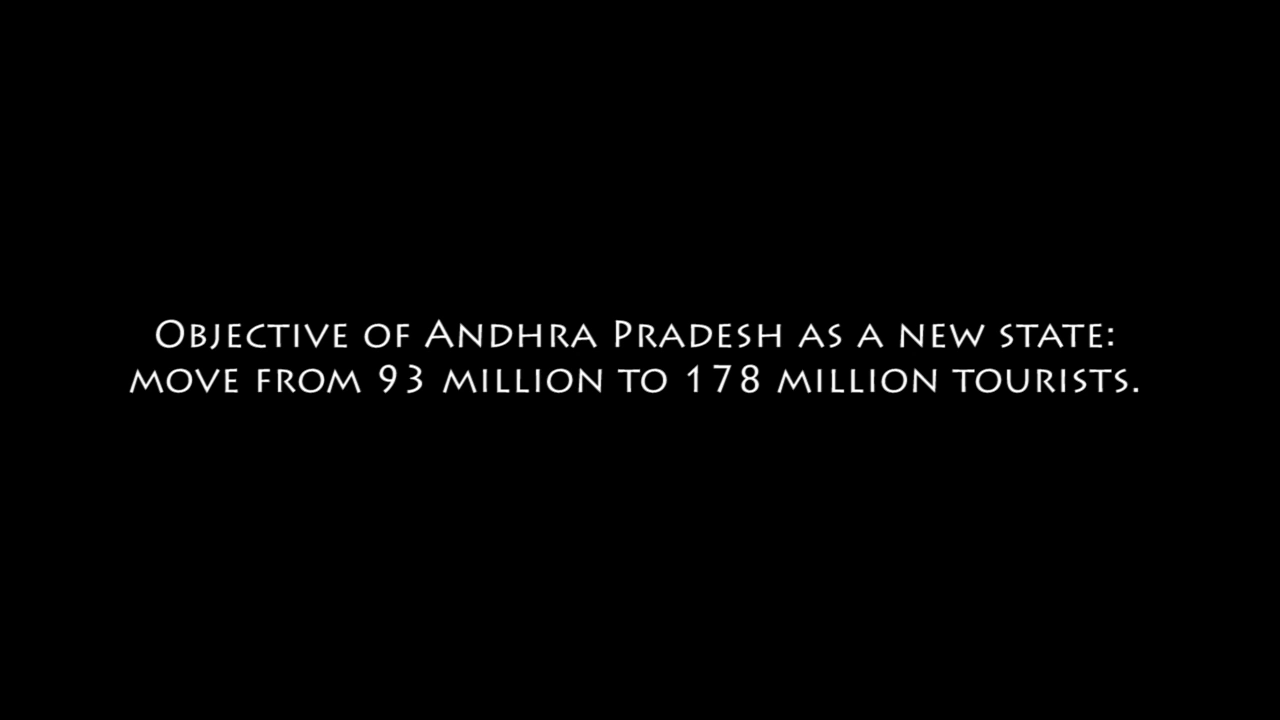 Objective of Andhra Pradesh as a new state:
move from 93 million to 178 million tourists.